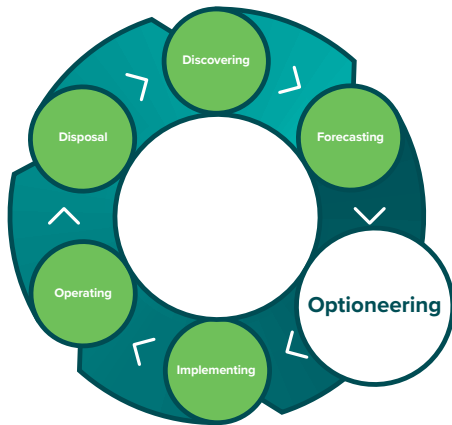 Discovering
Forecasting
Optioneering
Implementing
Operating
Disposal